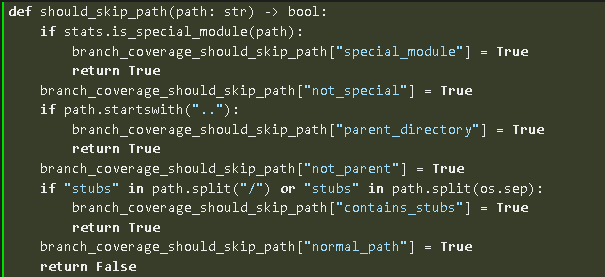 def should_skip_path(path: str) -> bool:
    if stats.is_special_module(path):
        branch_coverage_should_skip_path["special_module"] = True
        return True
    branch_coverage_should_skip_path["not_special"] = True
    if path.startswith(".."):
        branch_coverage_should_skip_path["parent_directory"] = True
        return True
    branch_coverage_should_skip_path["not_parent"] = True
    if "stubs" in path.split("/") or "stubs" in path.split(os.sep):
        branch_coverage_should_skip_path["contains_stubs"] = True
        return True
    branch_coverage_should_skip_path["normal_path"] = True
    return False